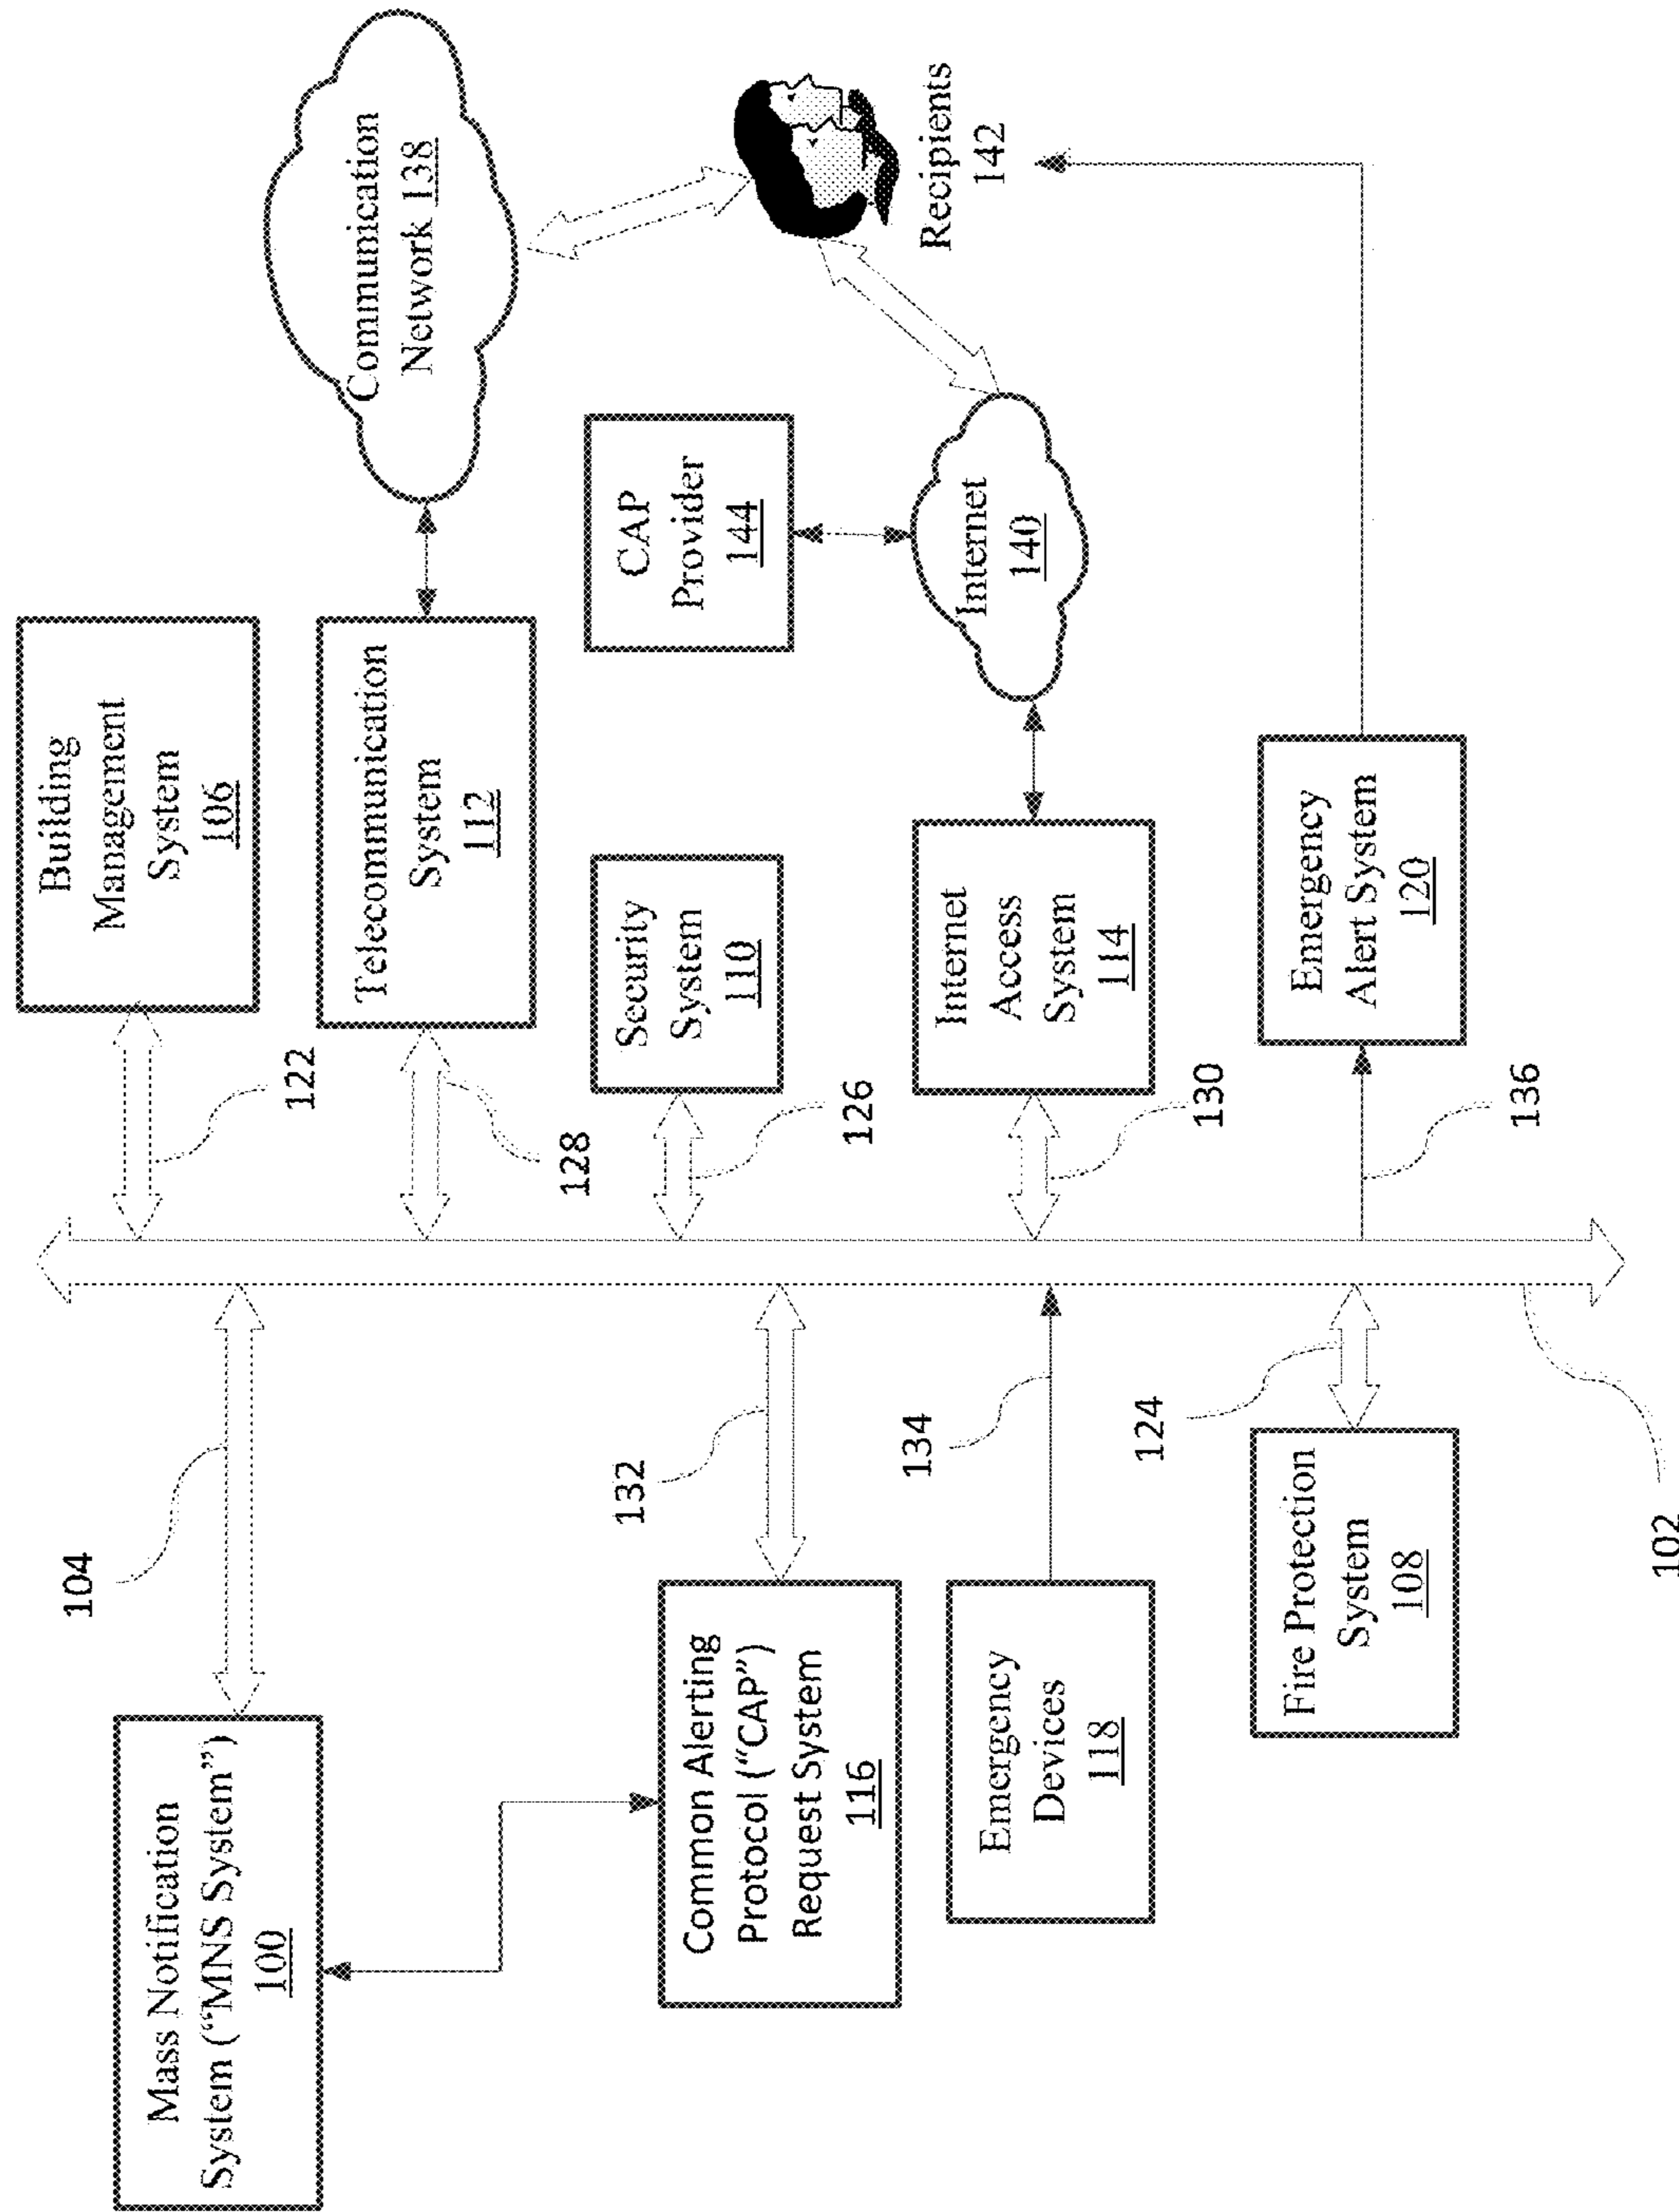 Mass Notification
System (“MNS System”)
100
104
Building
Management
System
106
122
Telecommunication
System
112
128
Communication
Network 138
Common Alerting
Protocol (“CAP”)
Request System
116
132
Security
System
110
126
CAP
Provider
144
Recipients
142
Emergency
Devices
118
134
Internet
Access
System
114
130
Internet
140
Fire Protection
System
108
124
Emergency
Alert System
120
136
102